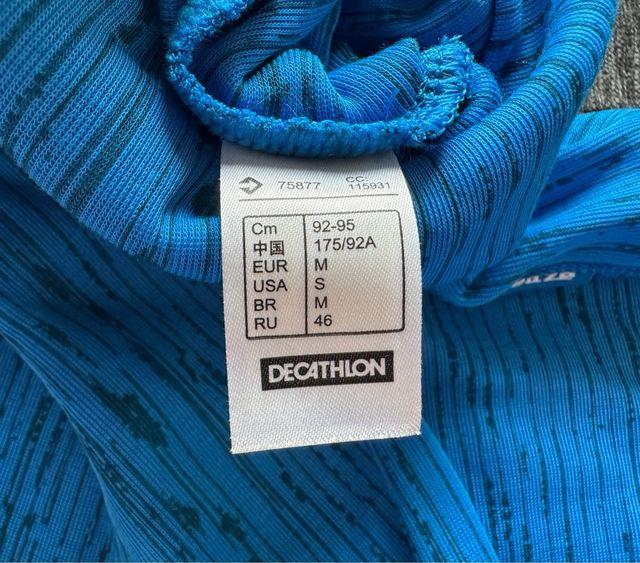 75877 CC: 115931
Cm 92-95
中国 175/92A
EUR M
USA S
BR M
RU 46
DECATHLON